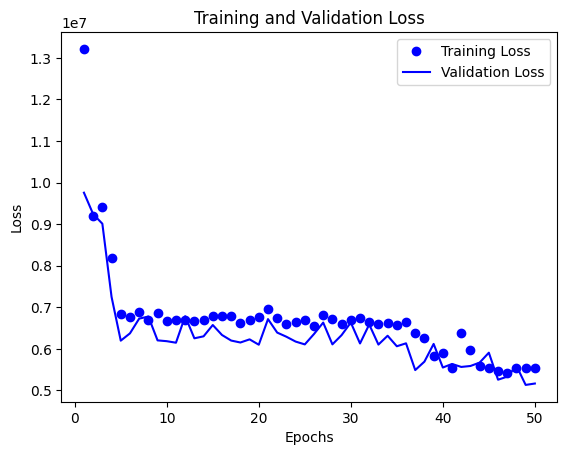 Training and Validation Loss
1e7
Training Loss
Validation Loss
1.3
1.2
1.1
1.0
0.9
0.8
0.7
0.6
0.5
Loss
0 10 20 30 40 50
Epochs